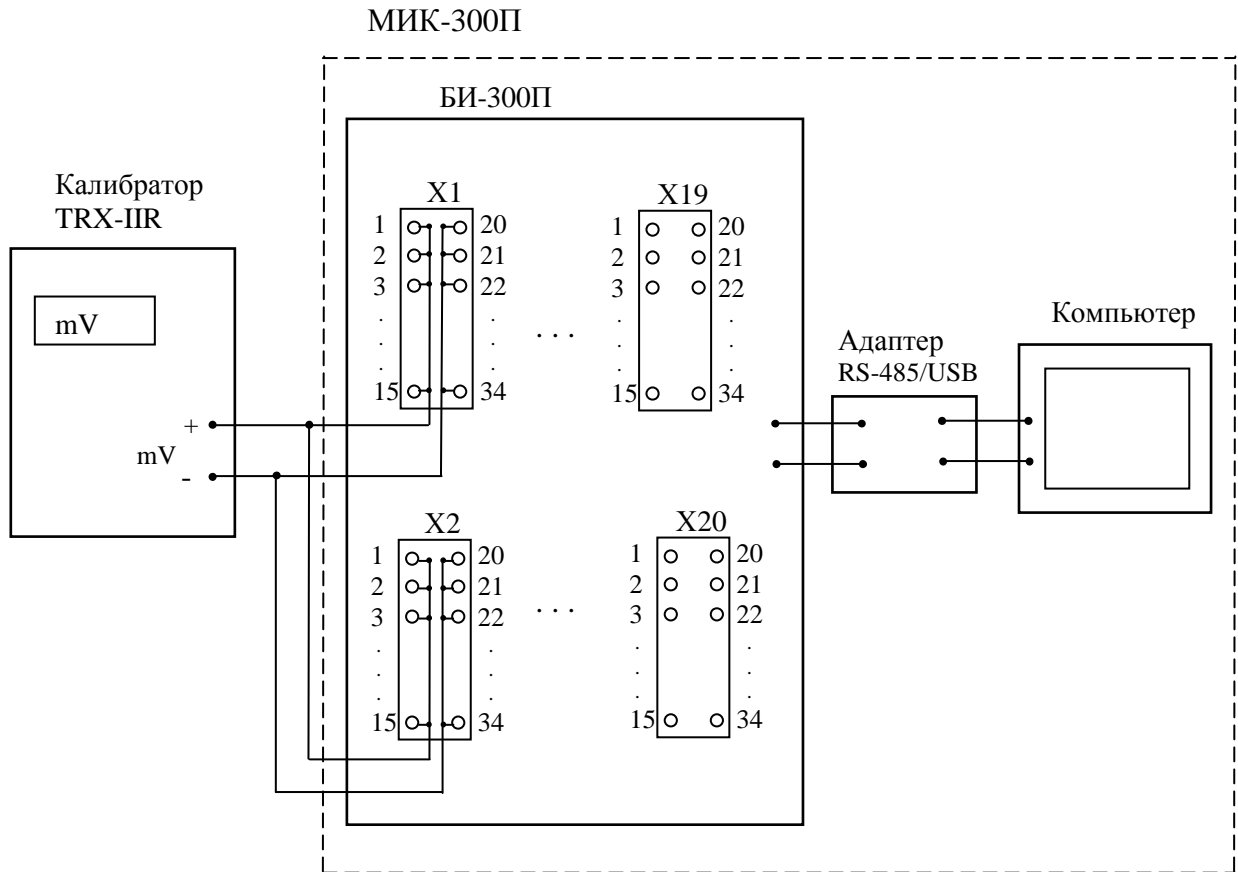 МИК-300П
БИ-300П
Калибратор
TRX-IIR
mV
+
mV
-
X1
1 20
2 21
3 22
. .
. .
. .
15 34
. . .
X19
1 20
2 21
3 22
. .
. .
. .
15 34
Адаптер
RS-485/USB
Компьютер
X2
1 20
2 21
3 22
. .
. .
. .
15 34
. . .
X20
1 20
2 21
3 22
. .
. .
. .
15 34